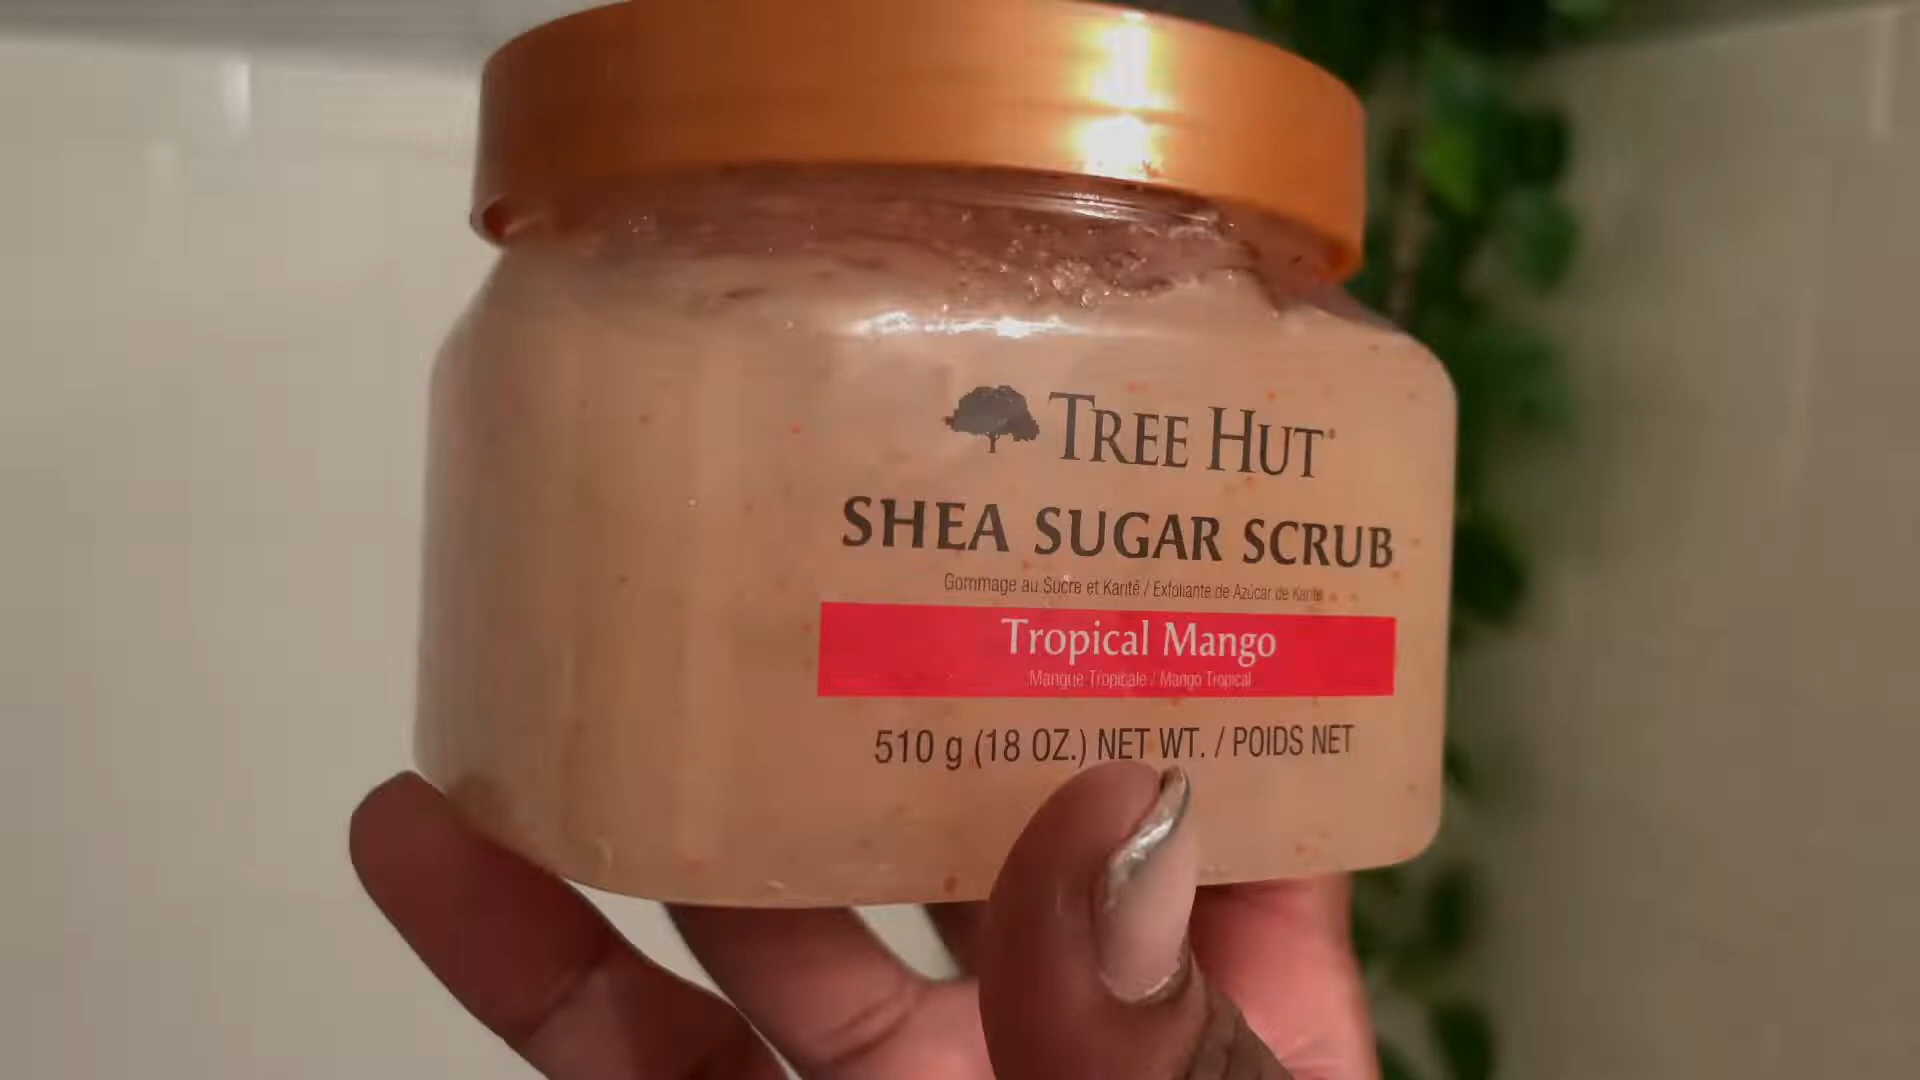 TREE HUT®
SHEA SUGAR SCRUB
Gommage au Sucre et Karité / Exfoliante de Azúcar de Karité
Tropical Mango
Mangue Tropicale / Mango Tropical
510 g (18 OZ.) NET WT. / POIDS NET